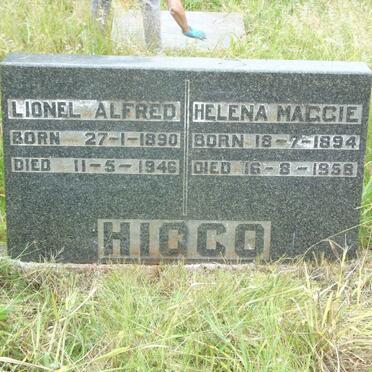 LIONEL ALFRED
BORN 27-1-1890
DIED 11-5-1946
HELENA MAGGIE
BORN 18-7-1894
DIED 16-8-1958
HIGGO